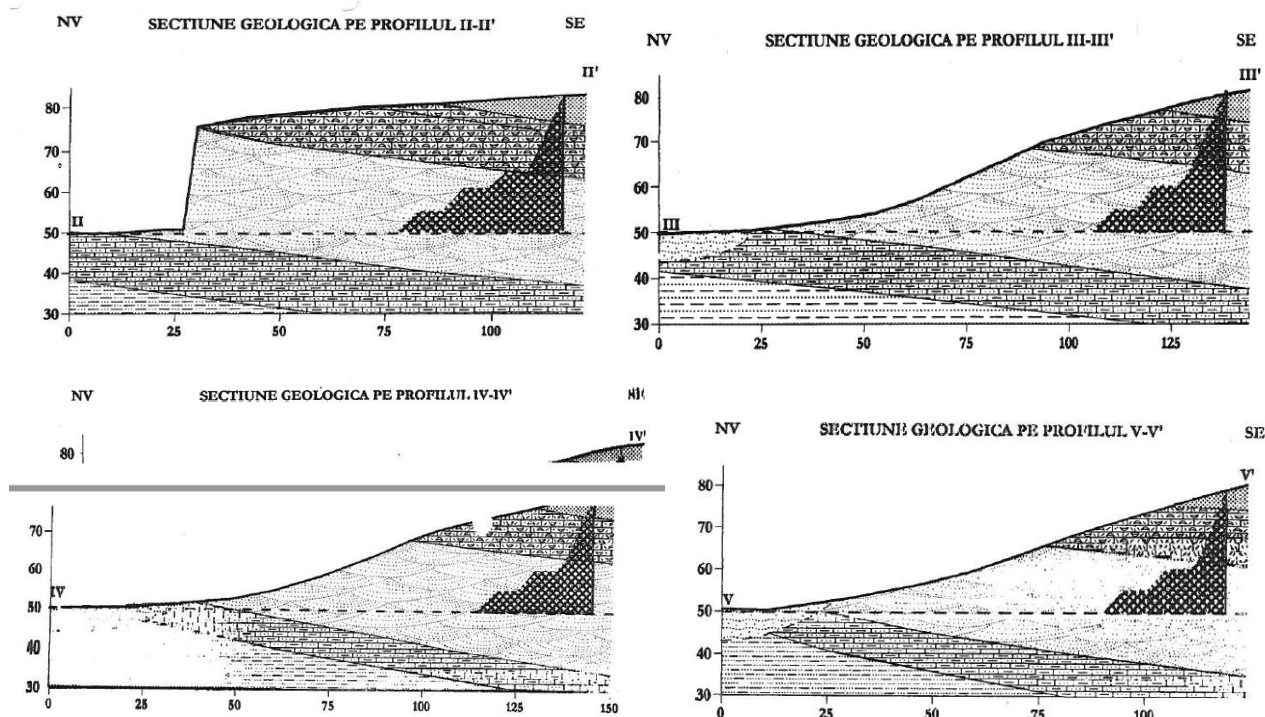 NV SECTIUNE GEOLOGICA PE PROFILUL II-II' SE
II'
80
70
60
II
50
40
30
0 25 50 75 100
NV SECTIUNE GEOLOGICA PE PROFILUL III-III' SE
III'
80
70
60
III
50
40
30
0 25 50 75 100 125
NV SECTIUNE GEOLOGICA PE PROFILUL IV-IV'
IV'
80
70
60
IV
50
40
30
0 25 50 75 100 125 150
NV SECTIUNE GEOLOGICA PE PROFILUL V-V' SE
V'
80
70
60
V
50
40
30
0 25 50 75 100